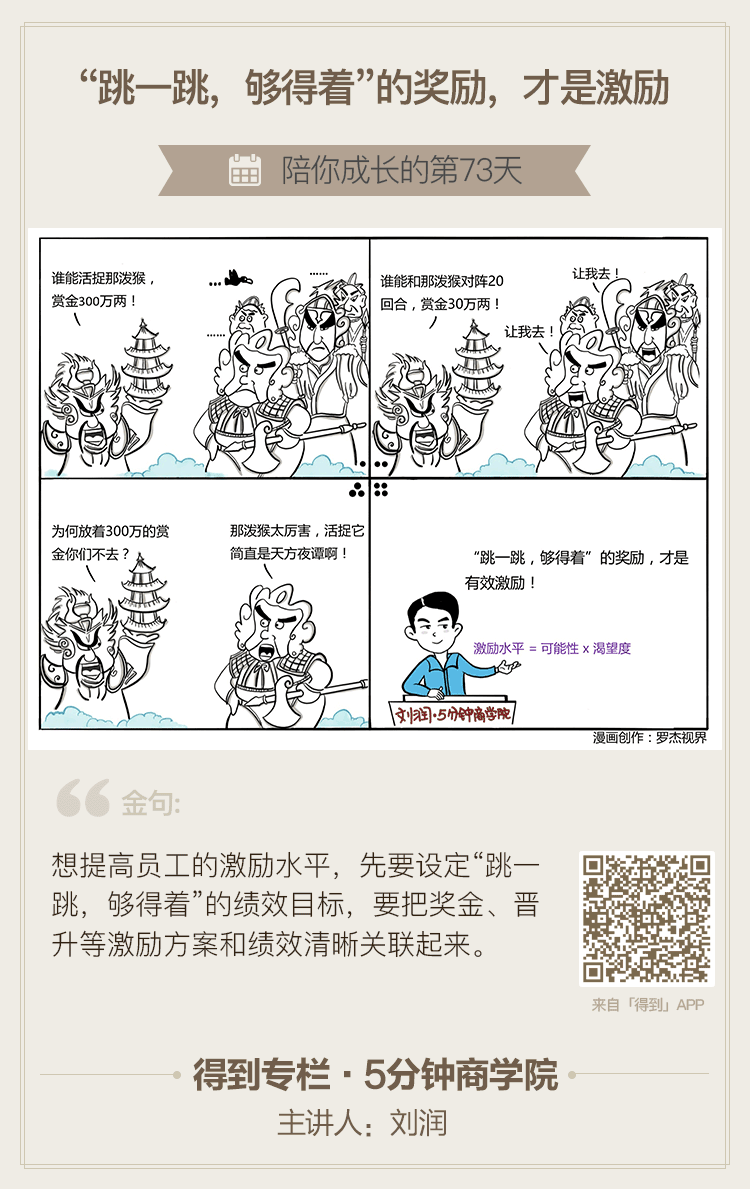 “跳一跳，够得着”的奖励，才是激励
陪你成长的第73天
谁能活捉那泼猴，
赏金300万两！
......
......
谁能和那泼猴对阵20
回合，赏金30万两！
让我去！
让我去！
为何放着300万的赏
金你们不去？
那泼猴太厉害，活捉它
简直是天方夜谭啊！
“跳一跳，够得着”的奖励，才是
有效激励！
激励水平 = 可能性 x 渴望度
刘润·5分钟商学院
漫画创作：罗杰视界
金句:
想提高员工的激励水平，先要设定“跳一
跳，够得着”的绩效目标，要把奖金、晋
升等激励方案和绩效清晰关联起来。
来自「得到」APP
得到专栏·5分钟商学院
主讲人：刘润